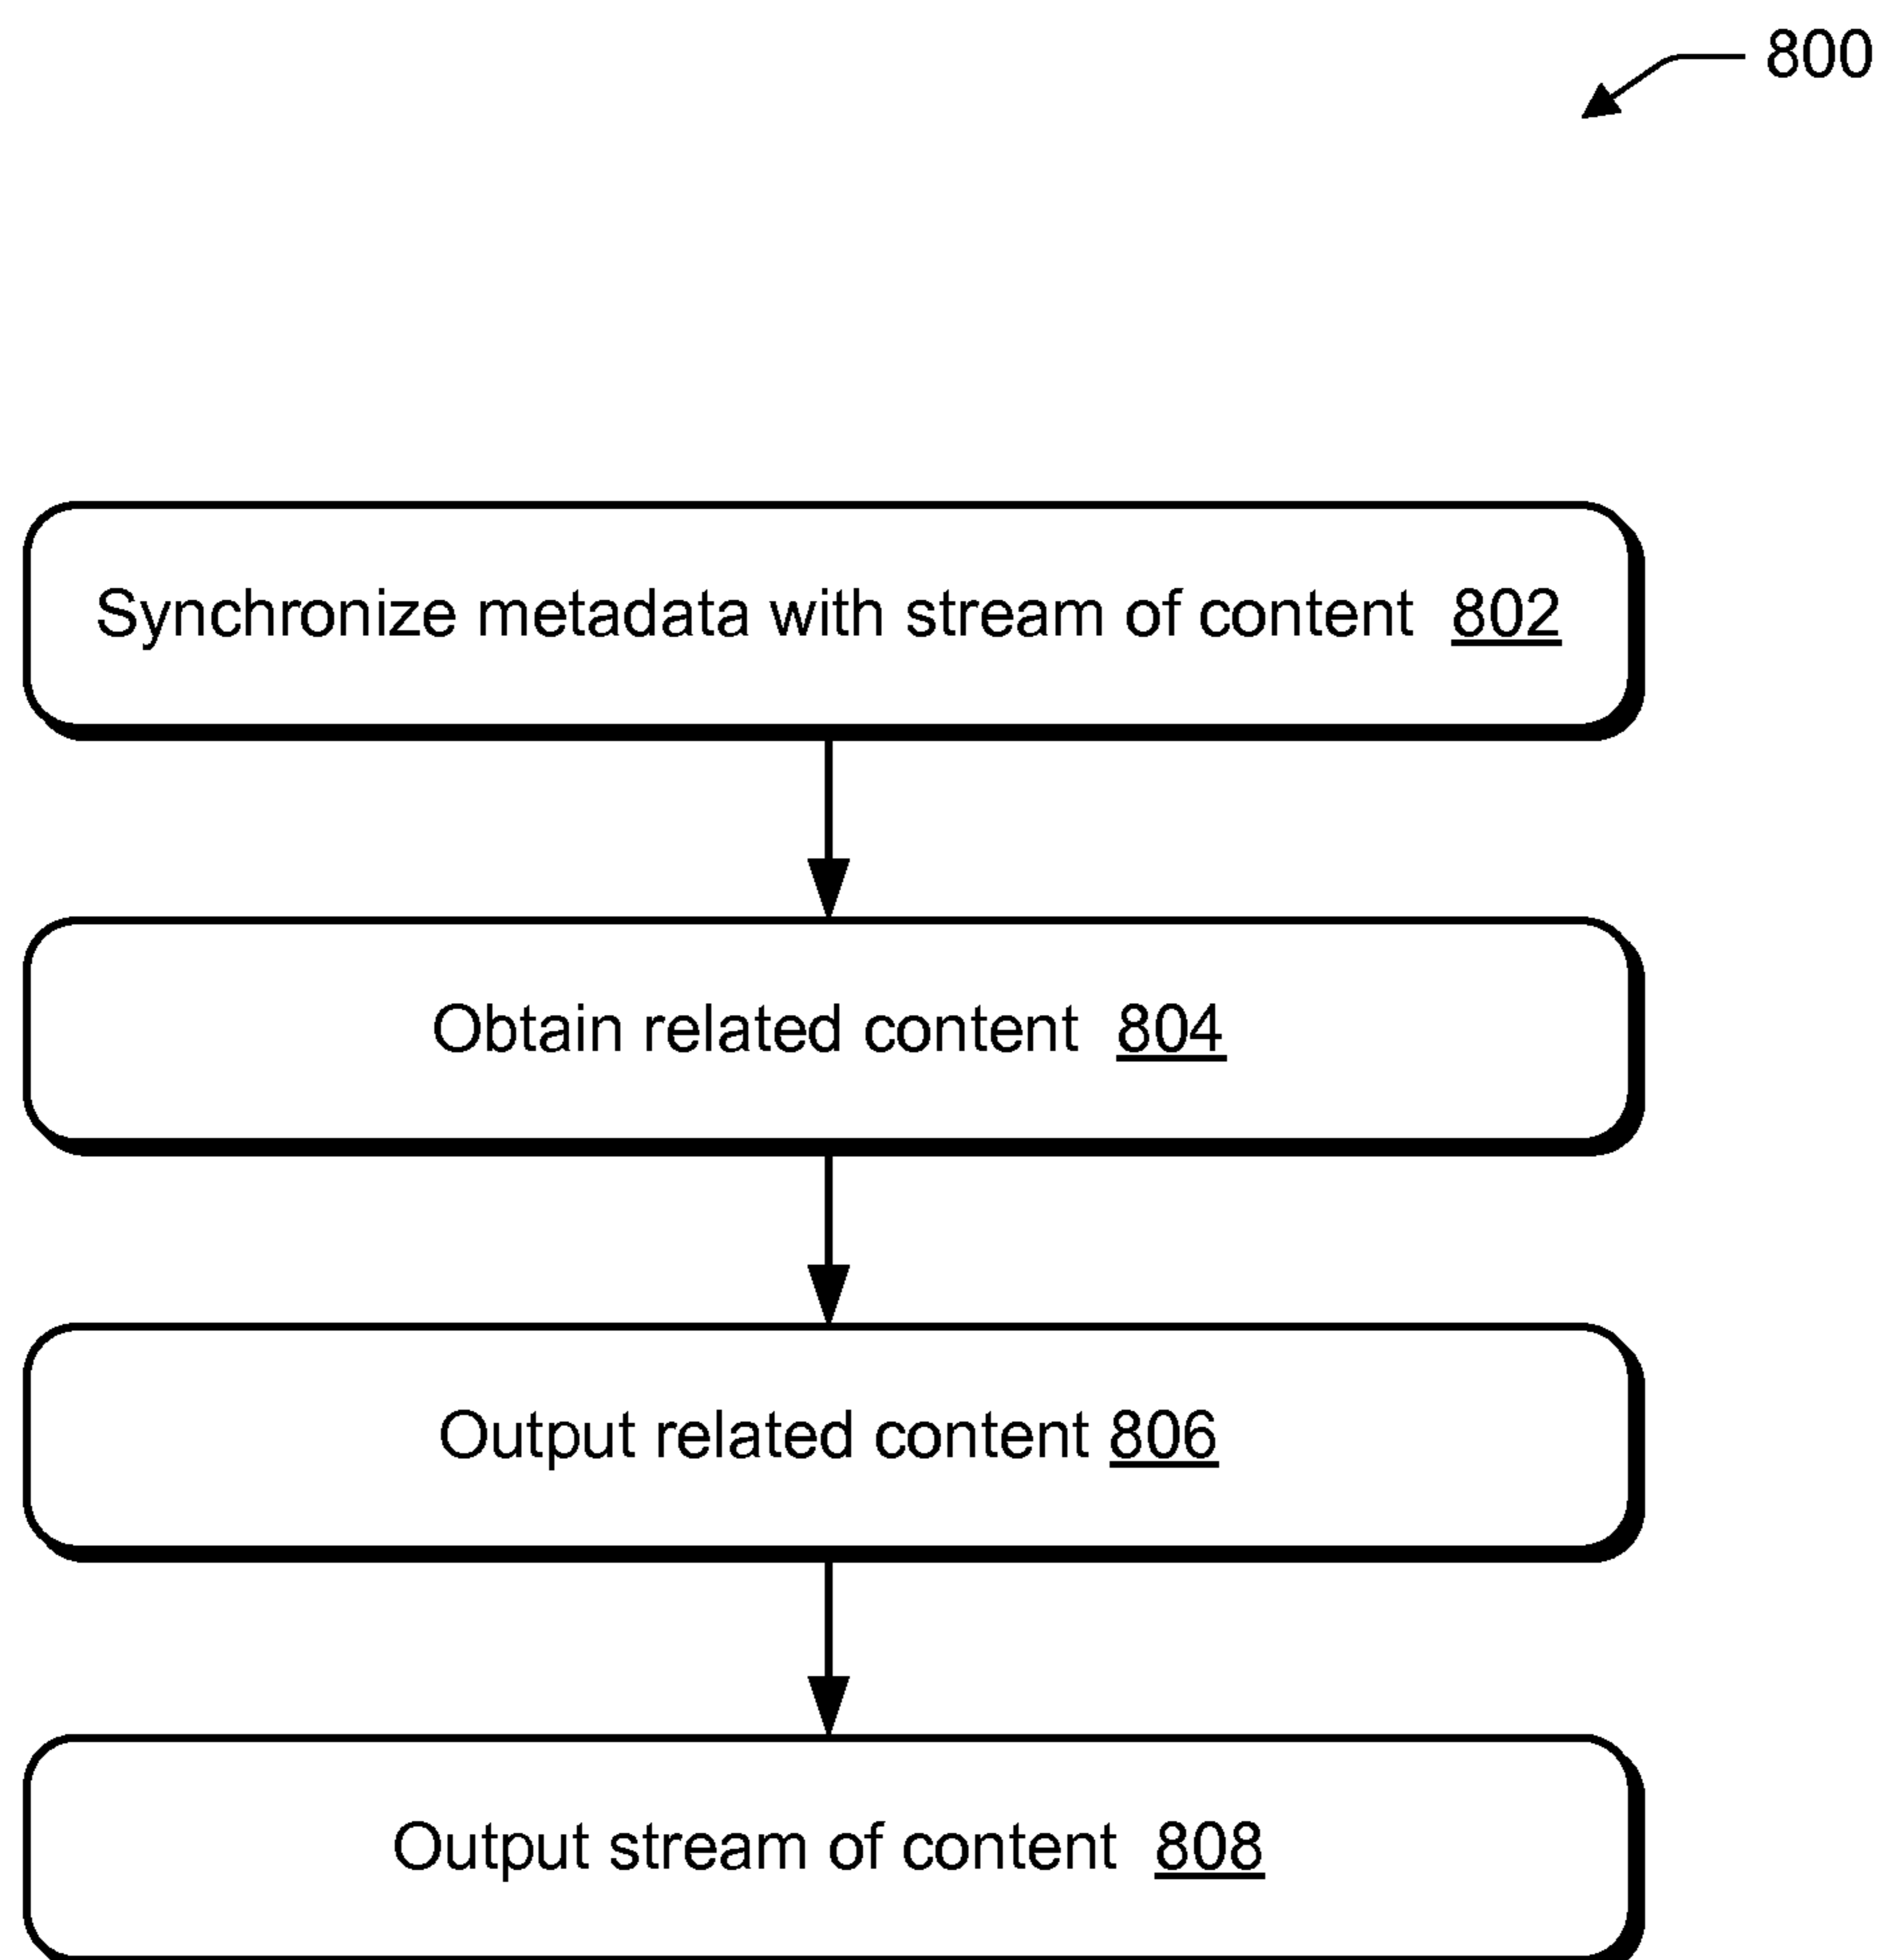 800
Synchronize metadata with stream of content 802
Obtain related content 804
Output related content 806
Output stream of content 808